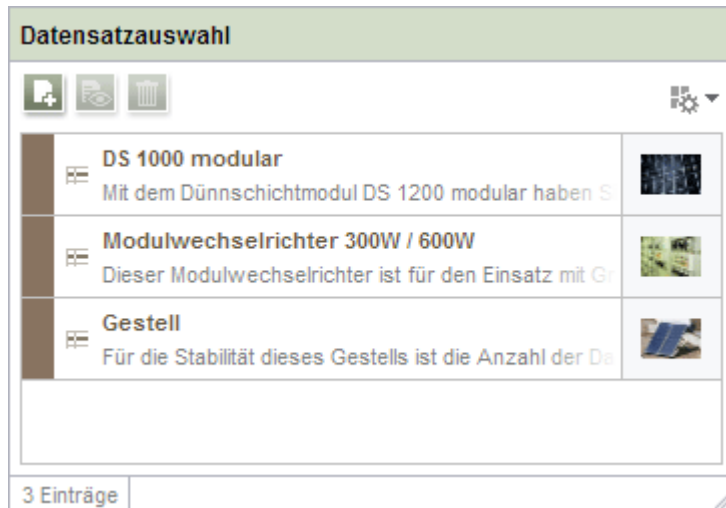 Datensatzauswahl
DS 1000 modular
Mit dem Dünnschichtmodul DS 1200 modular haben
Modulwechselrichter 300W / 600W
Dieser Modulwechselrichter ist für den Einsatz mit
Gestell
Für die Stabilität dieses Gestells ist die Anzahl der
3 Einträge